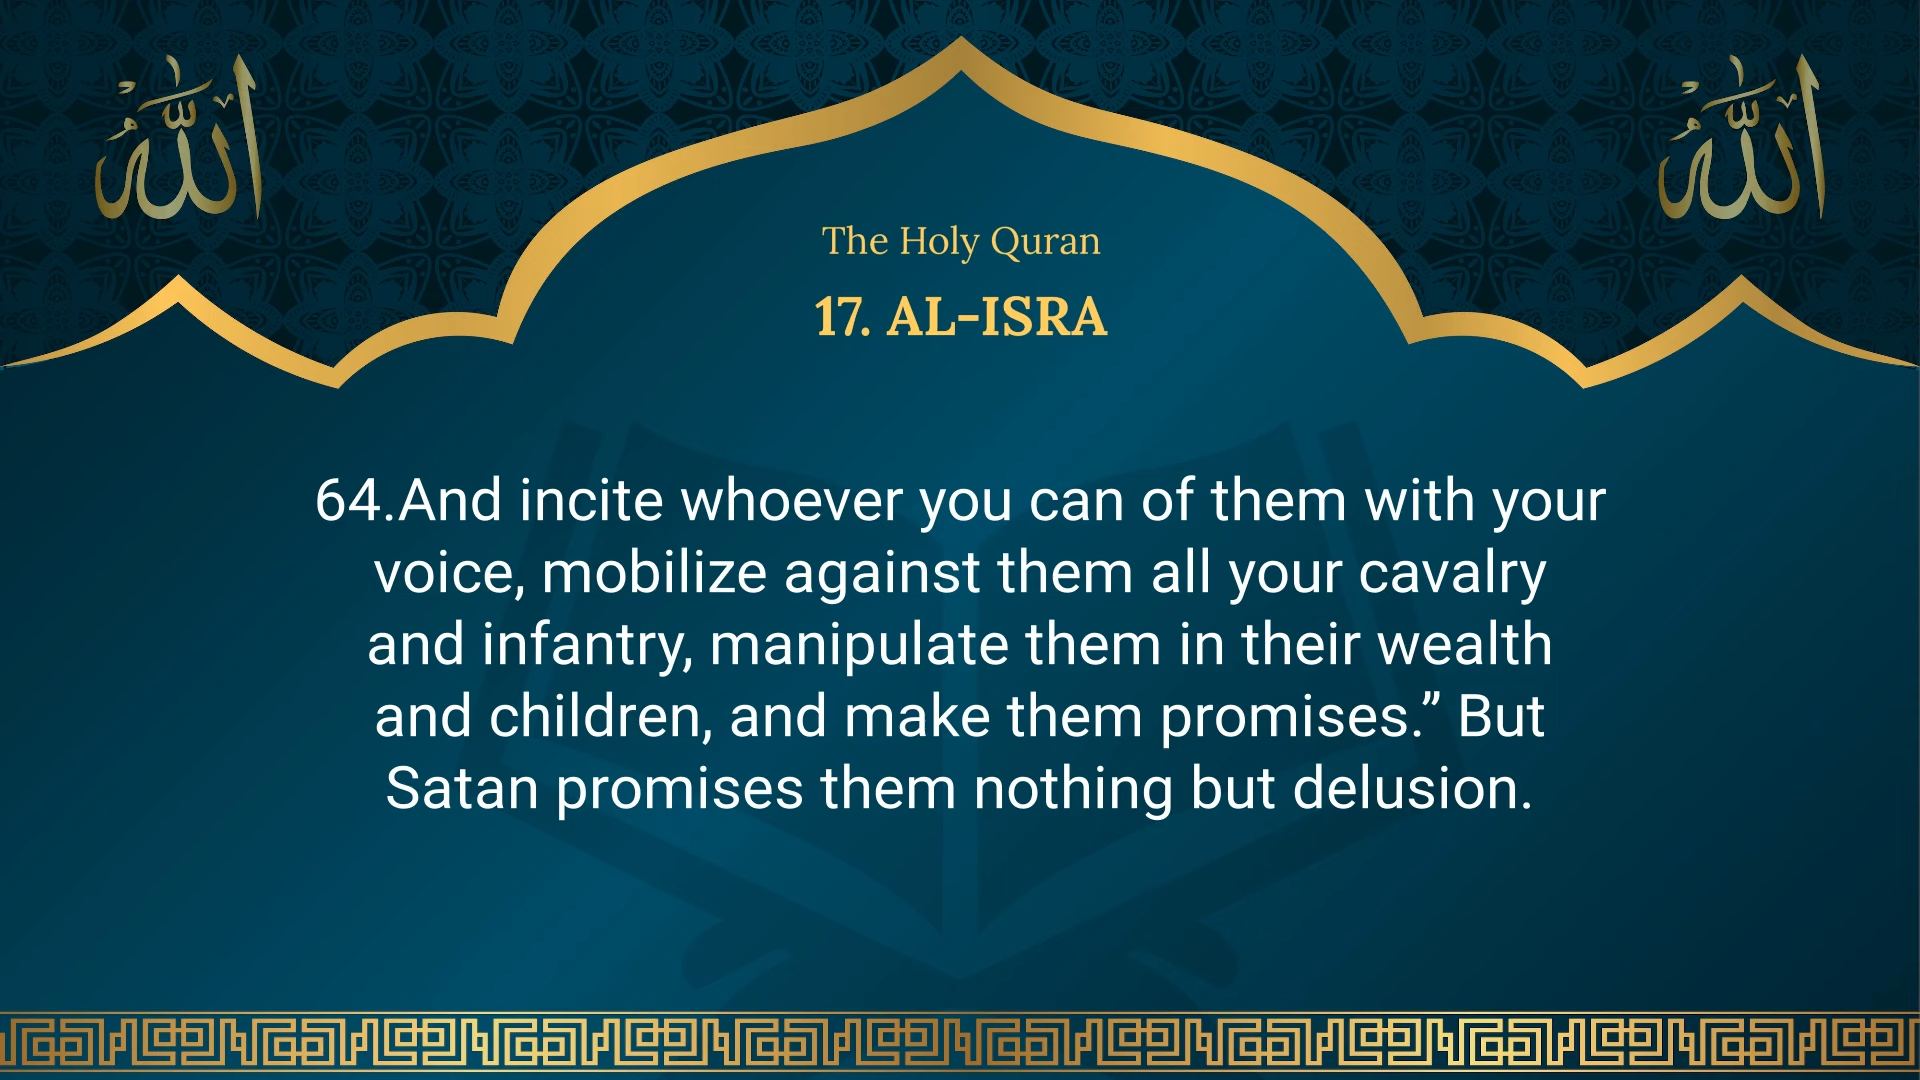 الله
الله
The Holy Quran
17. AL-ISRA
64.And incite whoever you can of them with your
voice, mobilize against them all your cavalry
and infantry, manipulate them in their wealth
and children, and make them promises.” But
Satan promises them nothing but delusion.